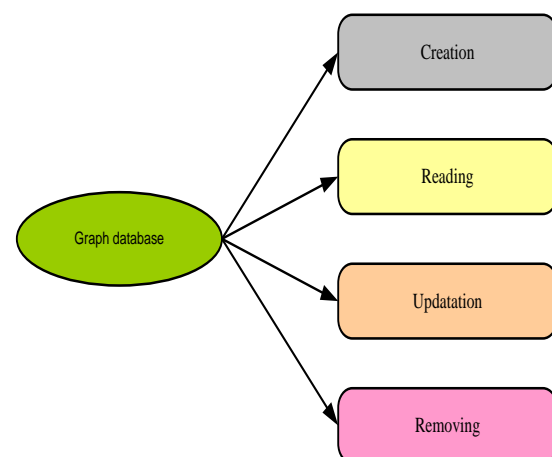 Creation
Reading
Graph database
Updatation
Removing